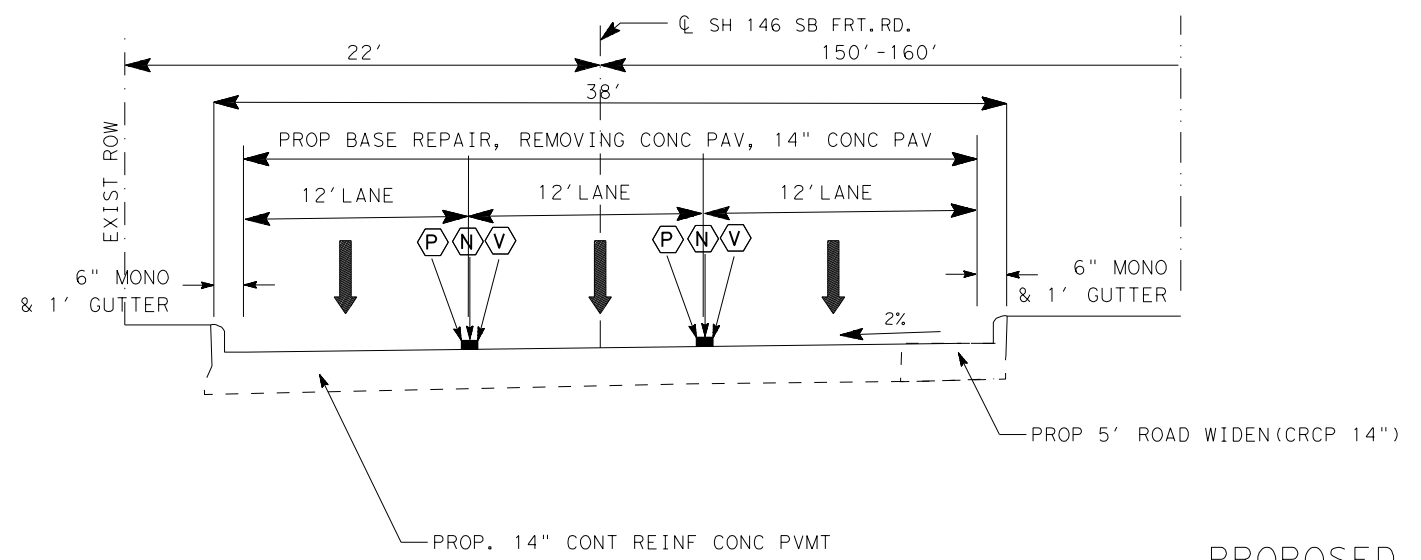 ℄ SH 146 SB FRT.RD.
22'
150'-160'
38'
EXIST ROW
PROP BASE REPAIR, REMOVING CONC PAV, 14" CONC PAV
12'LANE
12'LANE
12'LANE
P N V
P N V
6" MONO
& 1' GUTTER
6" MONO
& 1' GUTTER
2%
PROP 5' ROAD WIDEN(CRCP 14")
PROP. 14" CONT REINF CONC PVMT
PROPOSED